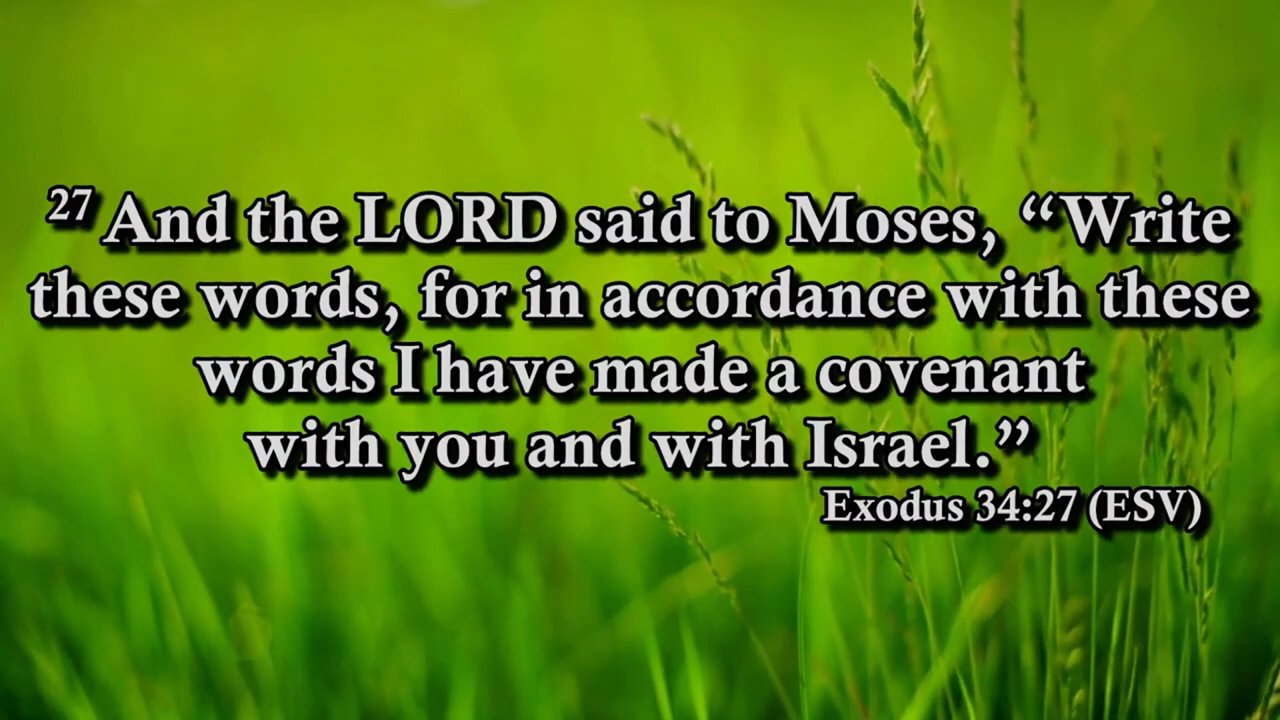 27 And the LORD said to Moses, “Write
these words, for in accordance with these
words I have made a covenant
with you and with Israel.”
Exodus 34:27 (ESV)